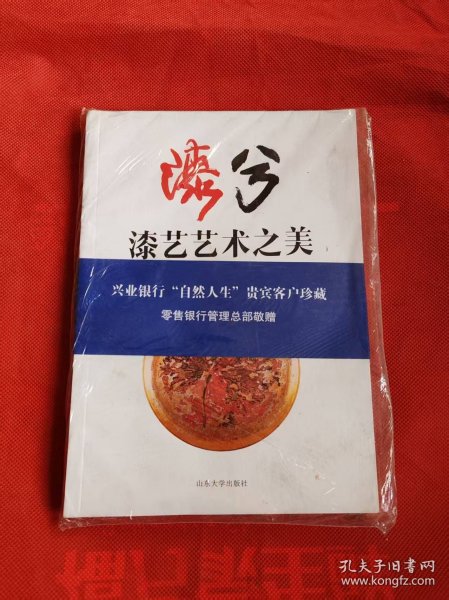 漆兮
漆艺艺术之美
兴业银行“自然人生”贵宾客户珍藏
零售银行管理总部敬赠
山东大学出版社
孔夫子旧书网
www.kongfz.com